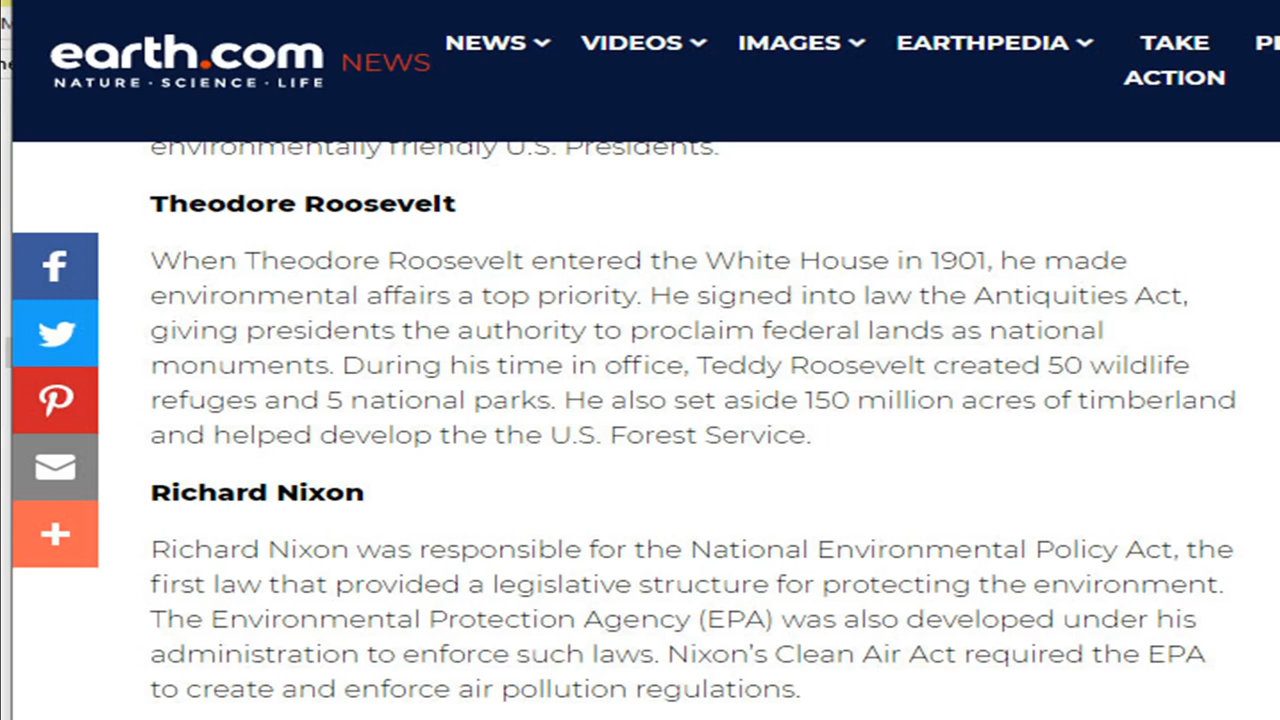 earth.com NEWS
NATURE · SCIENCE · LIFE
NEWS VIDEOS IMAGES EARTHPEDIA TAKE
ACTION
environmentally friendly U.S. Presidents.
Theodore Roosevelt
When Theodore Roosevelt entered the White House in 1901, he made
environmental affairs a top priority. He signed into law the Antiquities Act,
giving presidents the authority to proclaim federal lands as national
monuments. During his time in office, Teddy Roosevelt created 50 wildlife
refuges and 5 national parks. He also set aside 150 million acres of timberland
and helped develop the the U.S. Forest Service.
Richard Nixon
Richard Nixon was responsible for the National Environmental Policy Act, the
first law that provided a legislative structure for protecting the environment.
The Environmental Protection Agency (EPA) was also developed under his
administration to enforce such laws. Nixon's Clean Air Act required the EPA
to create and enforce air pollution regulations.